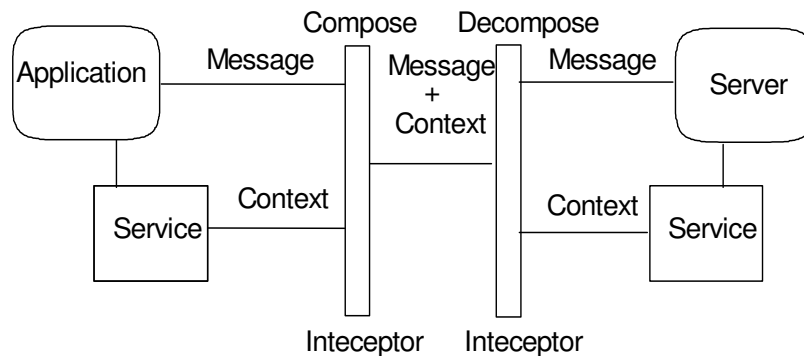 Compose
Decompose
Application
Message
Message
+
Context
Message
Server
Service
Context
Context
Service
Inteceptor
Inteceptor